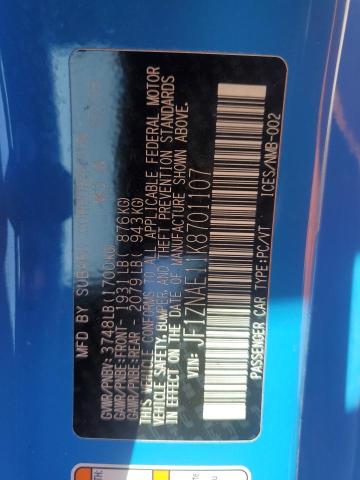 MFD BY SUBARU
GVWR/PNBV: 3748LB(1700KG)
GAWR/PNBE:FRONT- 1931LB( 876KG)
GAWR/PNBE:REAR - 2079LB( 943KG)
THIS VEHICLE CONFORMS TO ALL APPLICABLE FEDERAL MOTOR
VEHICLE SAFETY, BUMPER, AND THEFT PREVENTION STANDARDS
IN EFFECT ON THE DATE OF MANUFACTURE SHOWN ABOVE.
VIN: JF1ZNAE11K8701107
PASSENGER CAR TYPE:PC/VT ICES/NMB-002